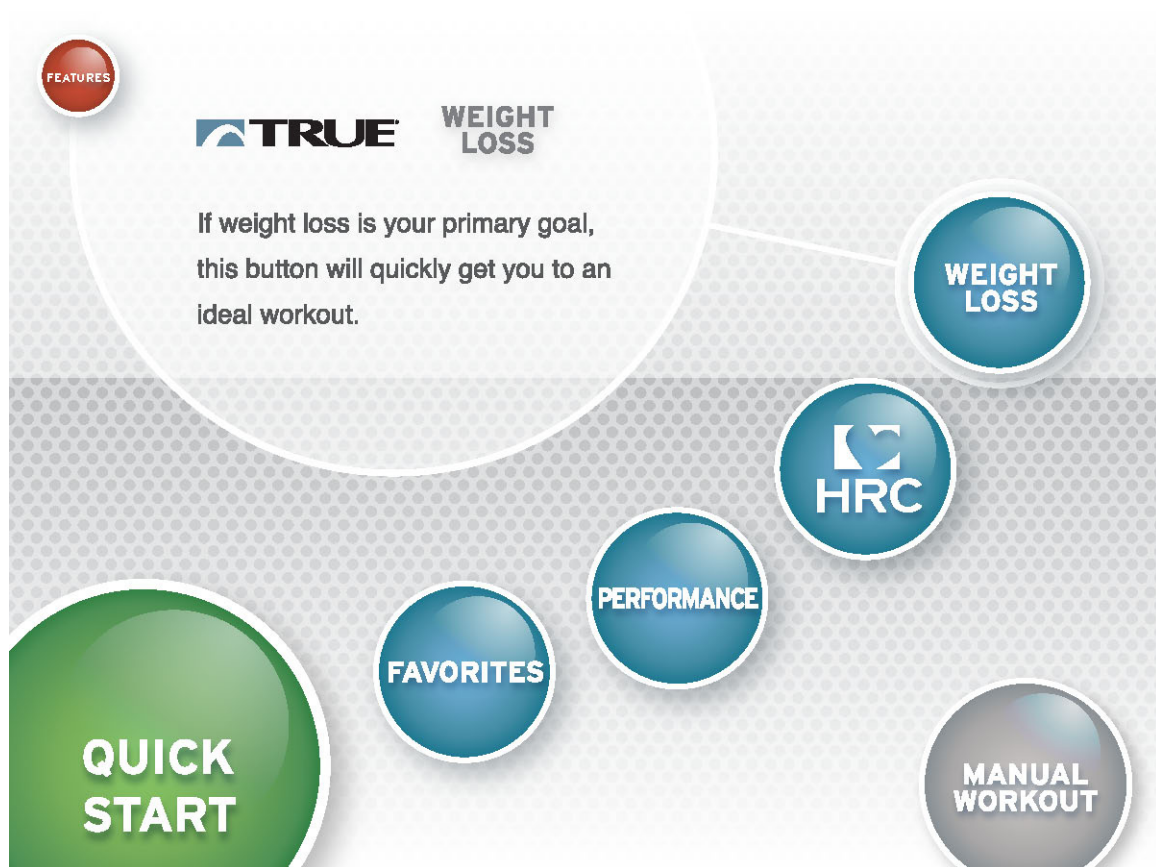 FEATURES
TRUE
WEIGHT
LOSS
If weight loss is your primary goal,
this button will quickly get you to an
ideal workout.
WEIGHT
LOSS
HRC
PERFORMANCE
FAVORITES
QUICK
START
MANUAL
WORKOUT